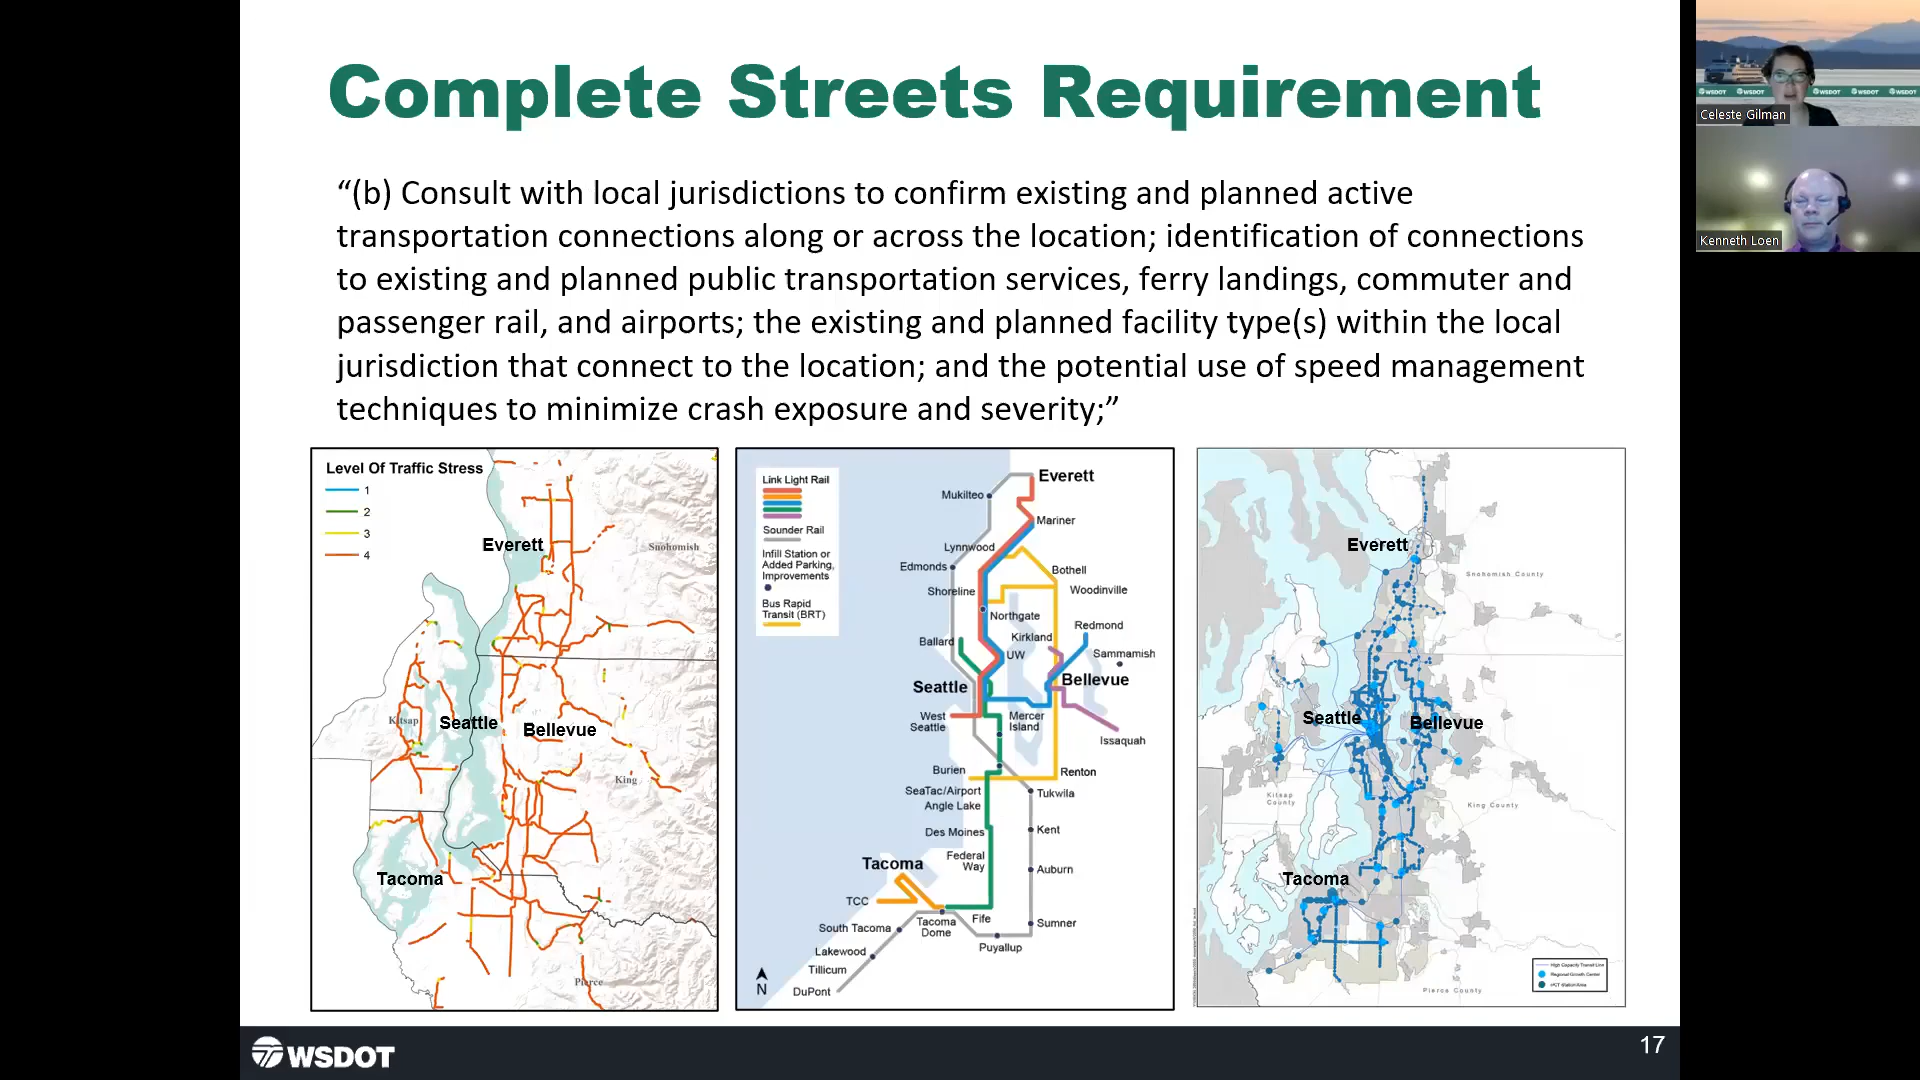 Complete Streets Requirement
“(b) Consult with local jurisdictions to confirm existing and planned active
transportation connections along or across the location; identification of connections
to existing and planned public transportation services, ferry landings, commuter and
passenger rail, and airports; the existing and planned facility type(s) within the local
jurisdiction that connect to the location; and the potential use of speed management
techniques to minimize crash exposure and severity;”
Level Of Traffic Stress
1
2
3
4
Everett
Snohomish
Kitsap
Seattle
Bellevue
King
Tacoma
Pierce
Link Light Rail
Sounder Rail
Infill Station or
Added Parking,
Improvements
Bus Rapid
Transit (BRT)
Everett
Mukilteo
Mariner
Lynnwood
Edmonds
Bothell
Shoreline
Woodinville
Northgate
Redmond
Kirkland
Ballard
UW
Sammamish
Seattle
Bellevue
West
Seattle
Mercer
Island
Issaquah
Burien
Renton
SeaTac/Airport
Tukwila
Angle Lake
Des Moines
Kent
Federal
Way
Tacoma
Auburn
TCC
Fife
Tacoma
Dome
South Tacoma
Sumner
Puyallup
Lakewood
Tillicum
DuPont
N
Everett
Snohomish County
Seattle
Bellevue
Kitsap
County
King County
Tacoma
Pierce County
High Capacity Transit Line
Regional Growth Center
HCT Station Area
WSDOT
17
WSDOT
WSDOT
WSDOT
WSDOT
Celeste Gilman
Kenneth Loen